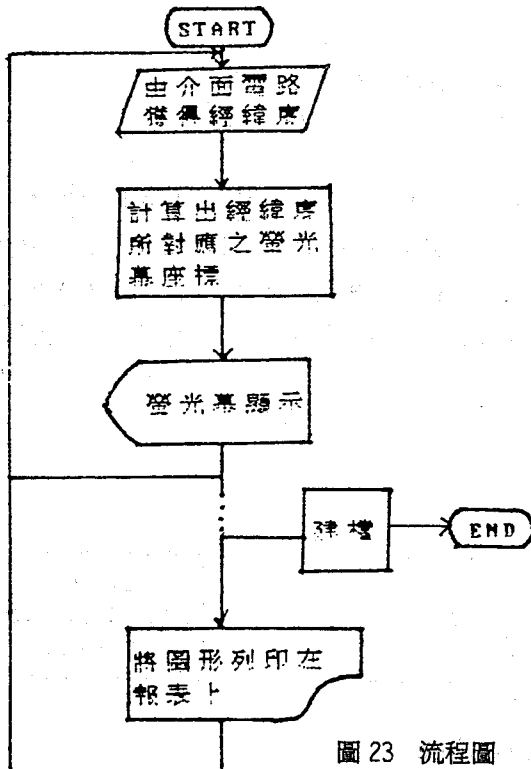 START
由介面電路
獲得經緯度
計算出經緯度
所對應之螢光
幕座標
螢光幕顯示
建檔
END
將圖形列印在
報表上
圖 23 流程圖